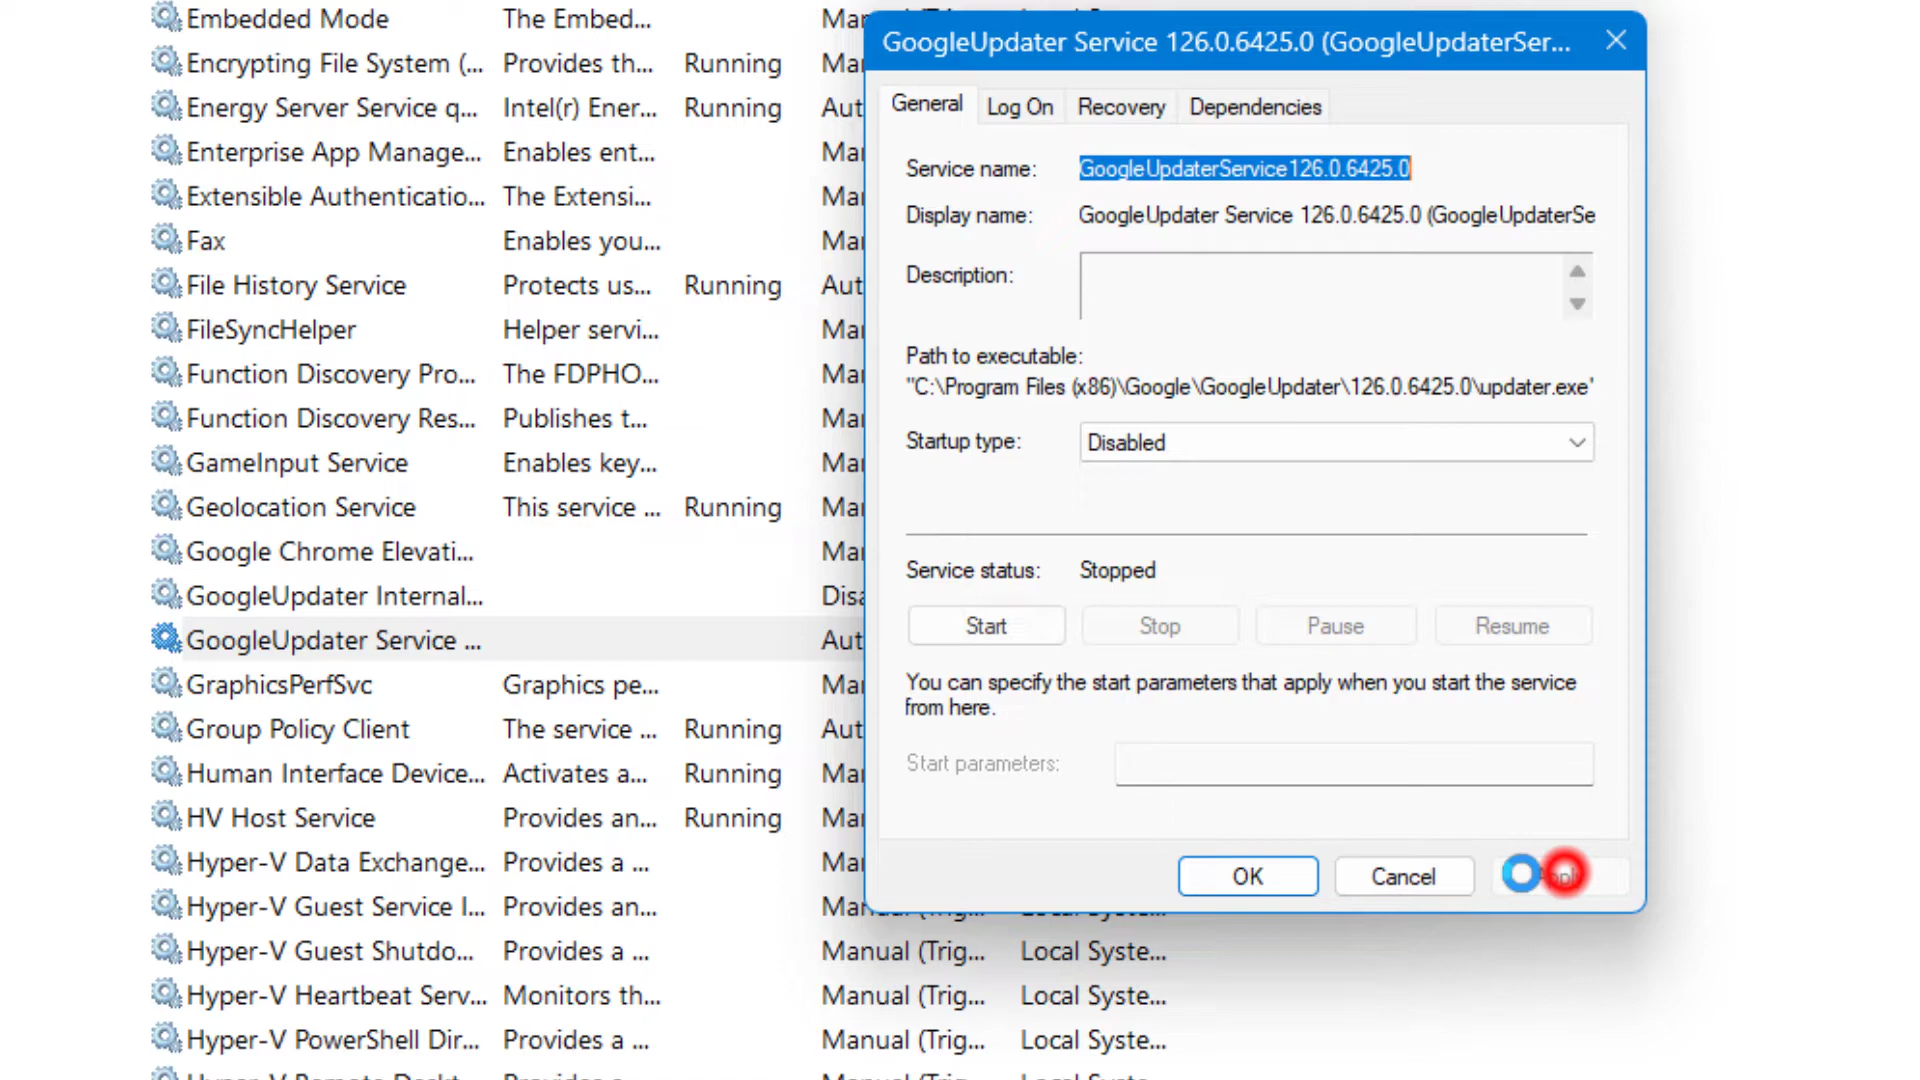 Embedded Mode The Embed...
Encrypting File System (... Provides th... Running
Energy Server Service q... Intel(r) Ener... Running
Enterprise App Manage... Enables ent...
Extensible Authenticatio... The Extensi...
Fax Enables you...
File History Service Protects us... Running
FileSyncHelper Helper servi...
Function Discovery Pro... The FDPHO...
Function Discovery Res... Publishes t...
GameInput Service Enables key...
Geolocation Service This service ... Running
Google Chrome Elevati...
GoogleUpdater Internal...
GoogleUpdater Service ...
GraphicsPerfSvc Graphics pe...
Group Policy Client The service ... Running
Human Interface Device... Activates a... Running
HV Host Service Provides an... Running
Hyper-V Data Exchange... Provides a ...
Hyper-V Guest Service I... Provides an...
Hyper-V Guest Shutdo... Provides a ... Manual (Trig... Local Syste...
Hyper-V Heartbeat Serv... Monitors th... Manual (Trig... Local Syste...
Hyper-V PowerShell Dir... Provides a ... Manual (Trig... Local Syste...
GoogleUpdater Service 126.0.6425.0 (GoogleUpdaterSer...
General Log On Recovery Dependencies
Service name: GoogleUpdaterService126.0.6425.0
Display name: GoogleUpdater Service 126.0.6425.0 (GoogleUpdaterSe
Description:
Path to executable:
"C:\Program Files (x86)\Google\GoogleUpdater\126.0.6425.0\updater.exe"
Startup type: Disabled
Service status: Stopped
Start Stop Pause Resume
You can specify the start parameters that apply when you start the service
from here.
Start parameters:
OK Cancel Apply